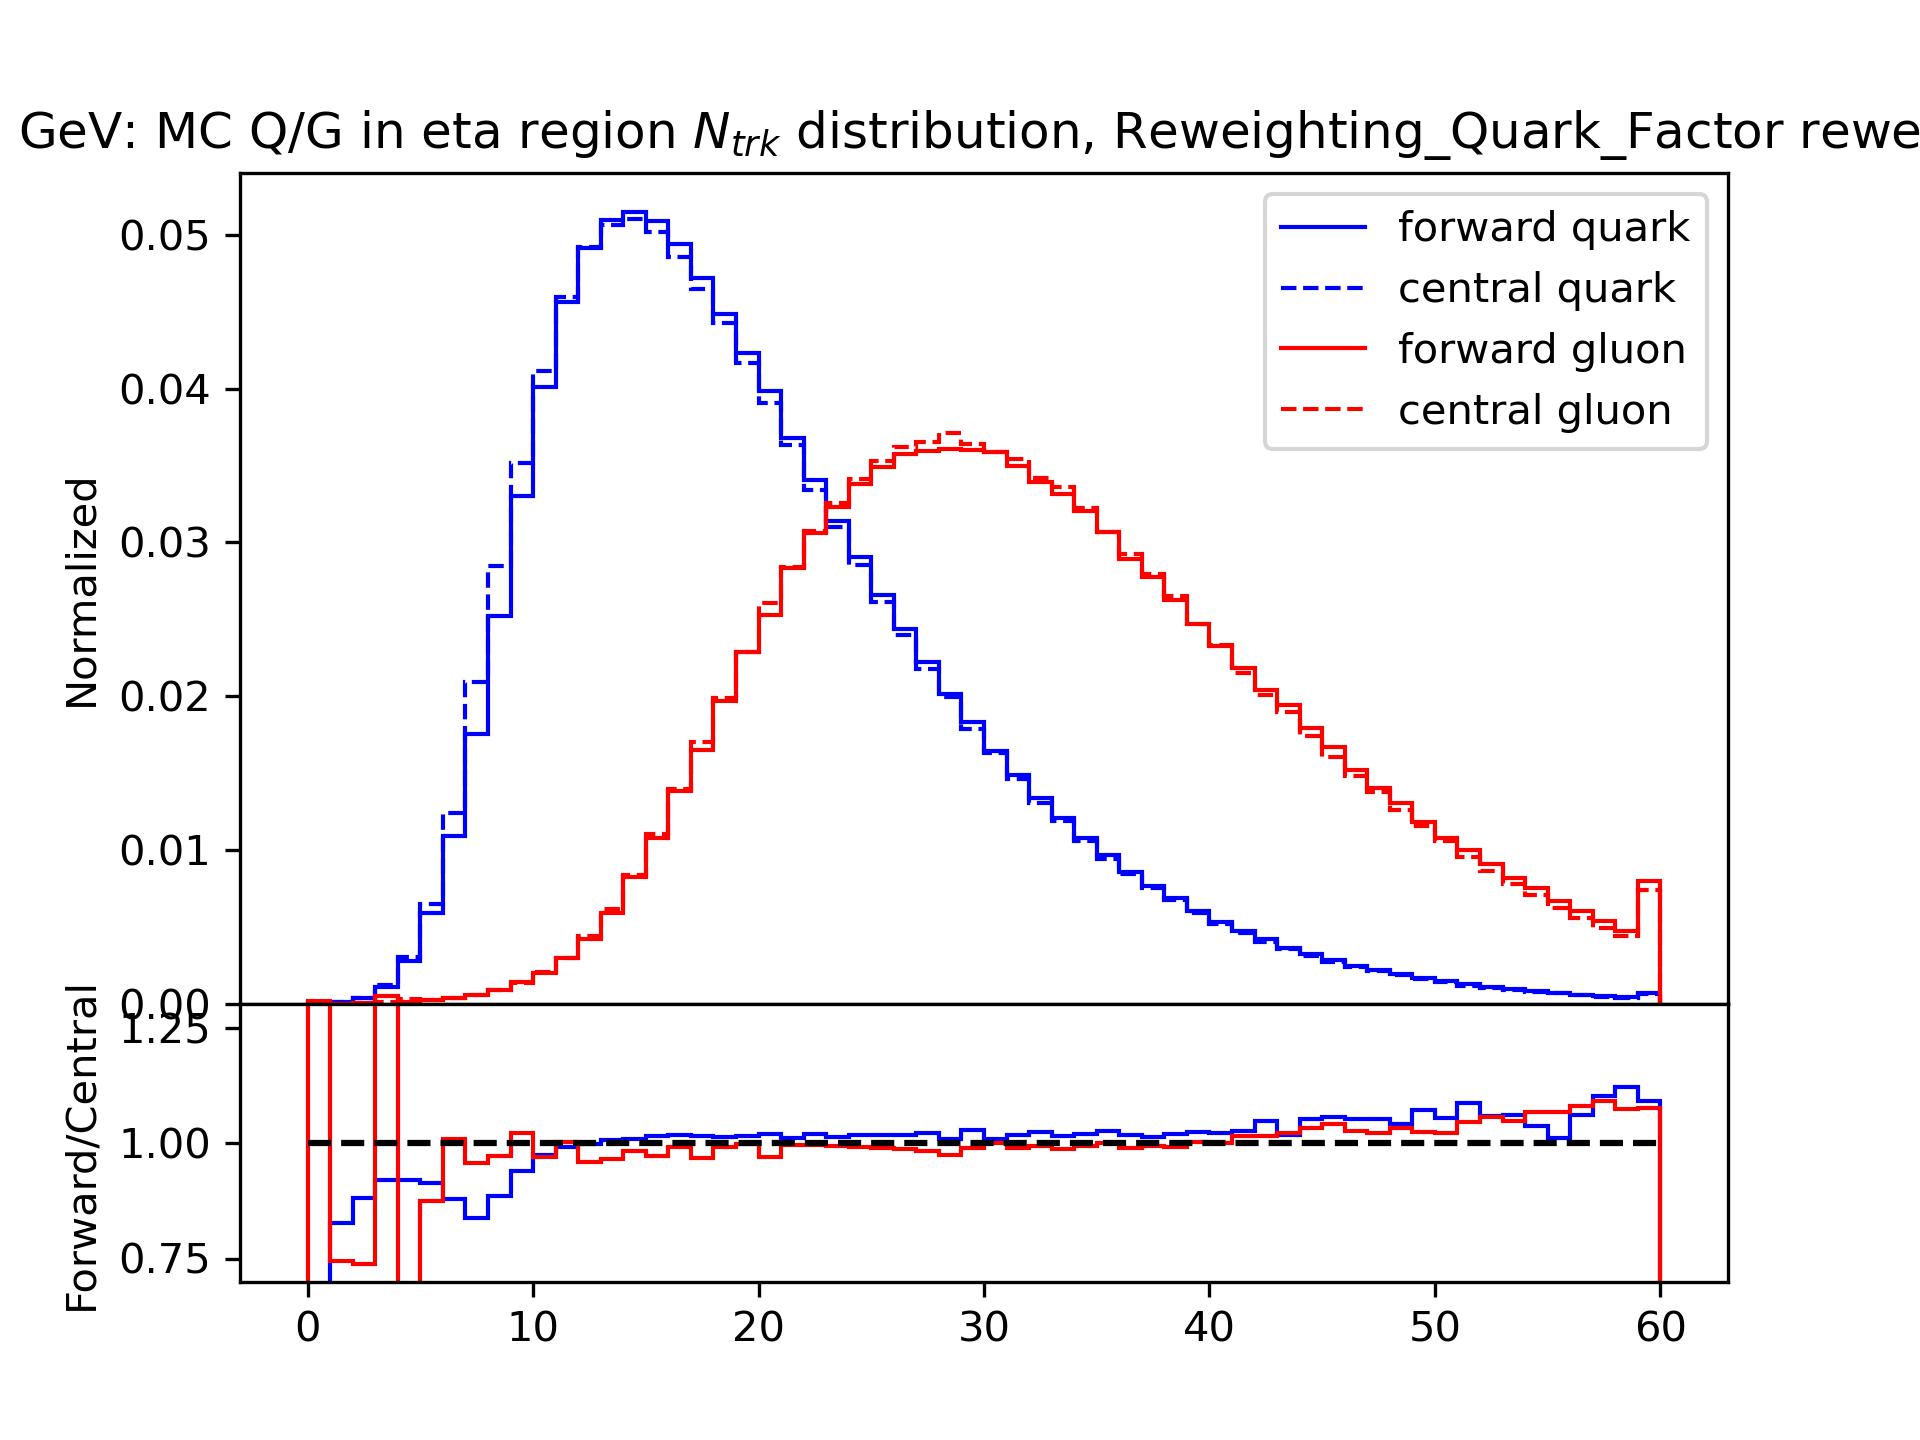 GeV: MC Q/G in eta region N_trk distribution, Reweighting_Quark_Factor rewe
forward quark
central quark
forward gluon
central gluon
Normalized
0.05
0.04
0.03
0.02
0.01
0.00
Forward/Central
1.25
1.00
0.75
0 10 20 30 40 50 60